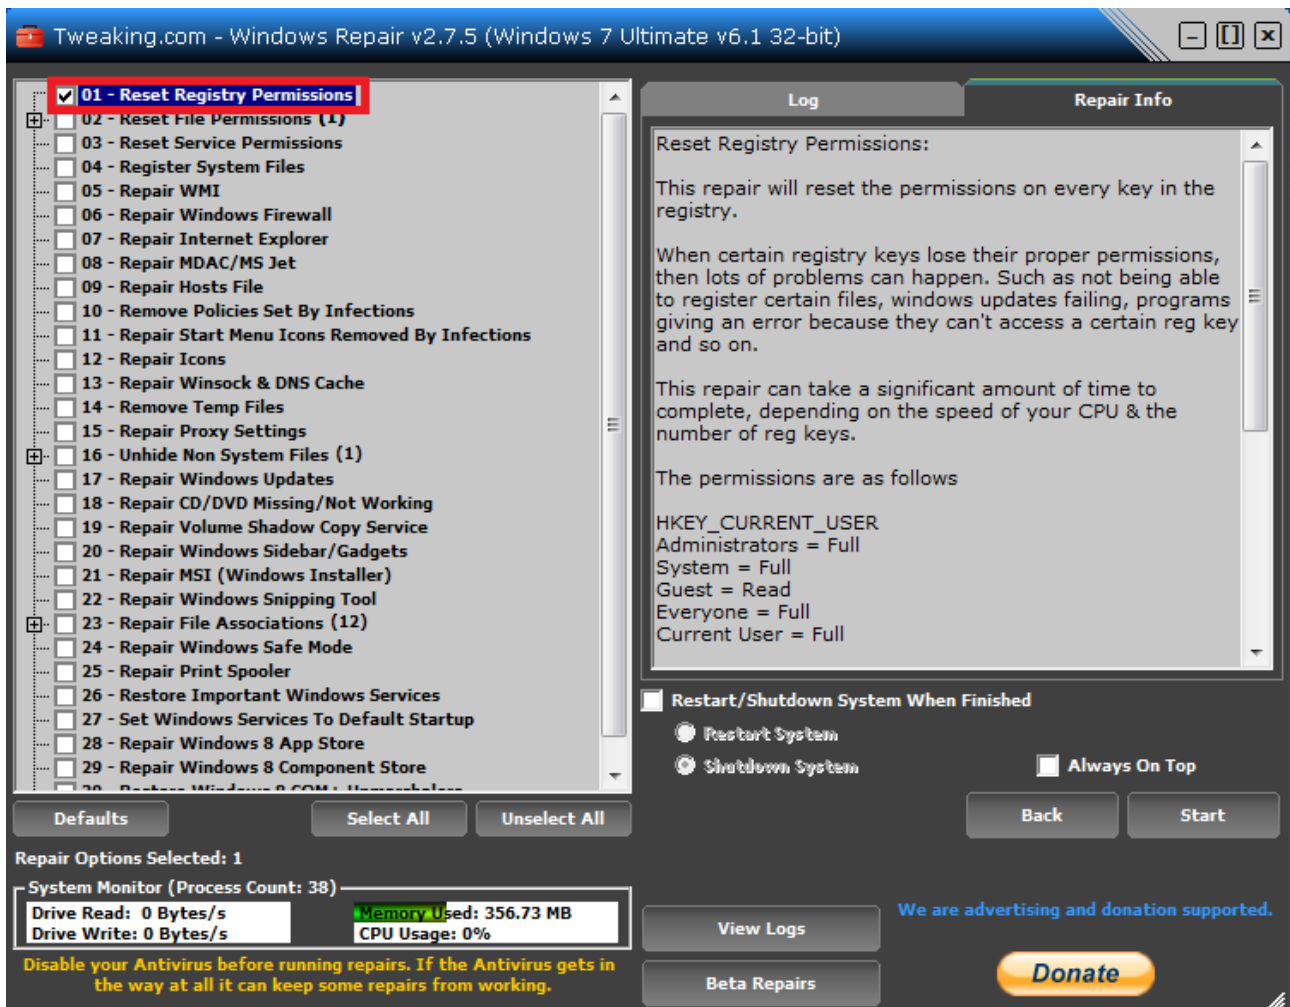 Tweaking.com - Windows Repair v2.7.5 (Windows 7 Ultimate v6.1 32-bit)
01 - Reset Registry Permissions
02 - Reset File Permissions (1)
03 - Reset Service Permissions
04 - Register System Files
05 - Repair WMI
06 - Repair Windows Firewall
07 - Repair Internet Explorer
08 - Repair MDAC/MS Jet
09 - Repair Hosts File
10 - Remove Policies Set By Infections
11 - Repair Start Menu Icons Removed By Infections
12 - Repair Icons
13 - Repair Winsock & DNS Cache
14 - Remove Temp Files
15 - Repair Proxy Settings
16 - Unhide Non System Files (1)
17 - Repair Windows Updates
18 - Repair CD/DVD Missing/Not Working
19 - Repair Volume Shadow Copy Service
20 - Repair Windows Sidebar/Gadgets
21 - Repair MSI (Windows Installer)
22 - Repair Windows Snipping Tool
23 - Repair File Associations (12)
24 - Repair Windows Safe Mode
25 - Repair Print Spooler
26 - Restore Important Windows Services
27 - Set Windows Services To Default Startup
28 - Repair Windows 8 App Store
29 - Repair Windows 8 Component Store
30 - Restore Windows 8 COM+ Unmarshalers
Defaults
Select All
Unselect All
Repair Options Selected: 1
System Monitor (Process Count: 38)
Drive Read: 0 Bytes/s
Drive Write: 0 Bytes/s
Memory Used: 356.73 MB
CPU Usage: 0%
Disable your Antivirus before running repairs. If the Antivirus gets in
the way at all it can keep some repairs from working.
Log
Repair Info
Reset Registry Permissions:
This repair will reset the permissions on every key in the
registry.
When certain registry keys lose their proper permissions,
then lots of problems can happen. Such as not being able
to register certain files, windows updates failing, programs
giving an error because they can't access a certain reg key
and so on.
This repair can take a significant amount of time to
complete, depending on the speed of your CPU & the
number of reg keys.
The permissions are as follows
HKEY_CURRENT_USER
Administrators = Full
System = Full
Guest = Read
Everyone = Full
Current User = Full
Restart/Shutdown System When Finished
Restart System
Shutdown System
Always On Top
Back
Start
View Logs
Beta Repairs
We are advertising and donation supported.
Donate